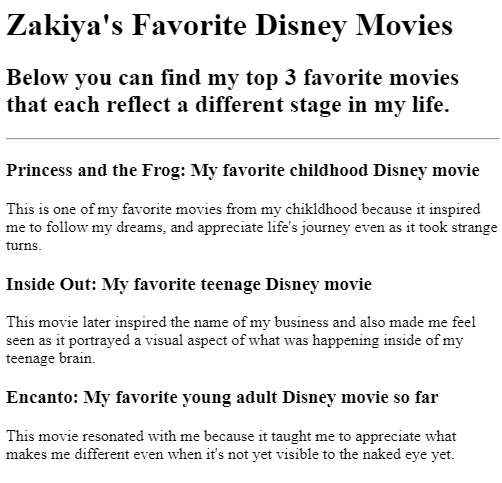 Zakiya's Favorite Disney Movies
Below you can find my top 3 favorite movies
that each reflect a different stage in my life.
Princess and the Frog: My favorite childhood Disney movie
This is one of my favorite movies from my chikldhood because it inspired
me to follow my dreams, and appreciate life's journey even as it took strange
turns.
Inside Out: My favorite teenage Disney movie
This movie later inspired the name of my business and also made me feel
seen as it portrayed a visual aspect of what was happening inside of my
teenage brain.
Encanto: My favorite young adult Disney movie so far
This movie resonated with me because it taught me to appreciate what
makes me different even when it's not yet visible to the naked eye yet.